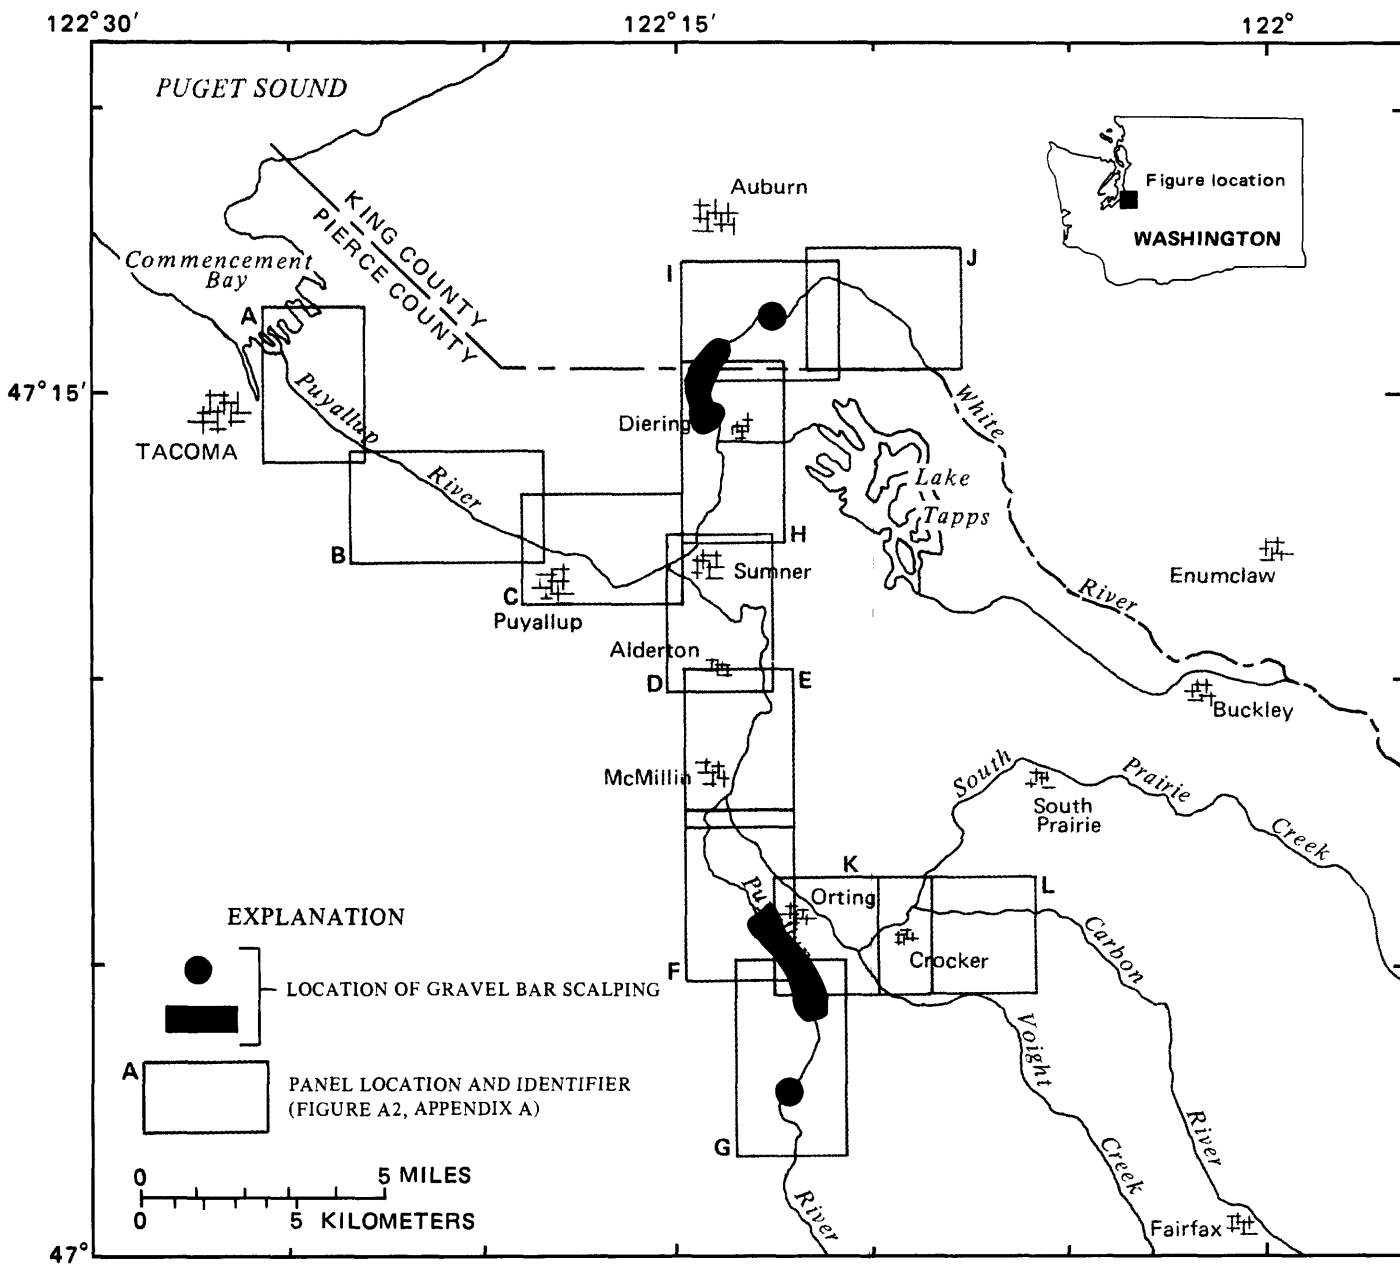 122°30′
122°15′
122°
PUGET SOUND
Figure location
WASHINGTON
Auburn
KING COUNTY
PIERCE COUNTY
Commencement
Bay
I
J
A
47°15′
TACOMA
Puyallup
River
Diering
White
River
Lake
Tapps
B
H
C
Puyallup
Sumner
Enumclaw
Alderton
D
E
Buckley
McMillin
South
Prairie
Creek
South
Prairie
K
L
Orting
Crocker
Carbon
River
F
Voight
Creek
G
River
Fairfax
EXPLANATION
LOCATION OF GRAVEL BAR SCALPING
A
PANEL LOCATION AND IDENTIFIER
(FIGURE A2, APPENDIX A)
0
5 MILES
0
5 KILOMETERS
47°